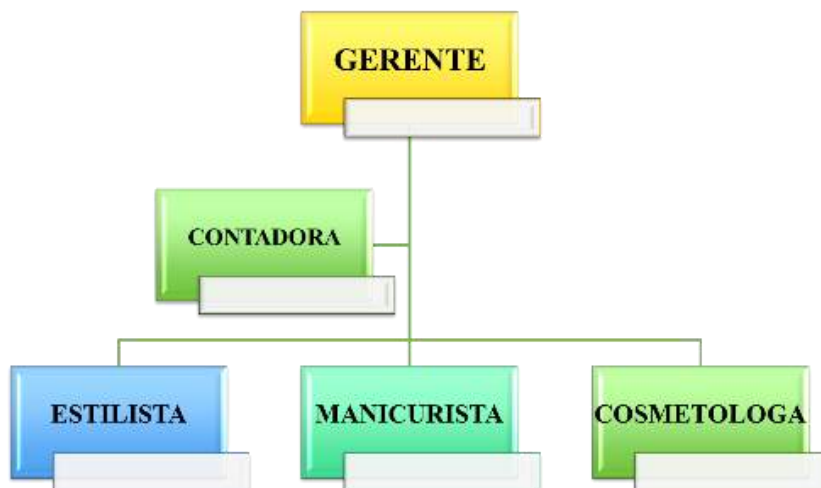 GERENTE
CONTADORA
ESTILISTA
MANICURISTA
COSMETOLOGA